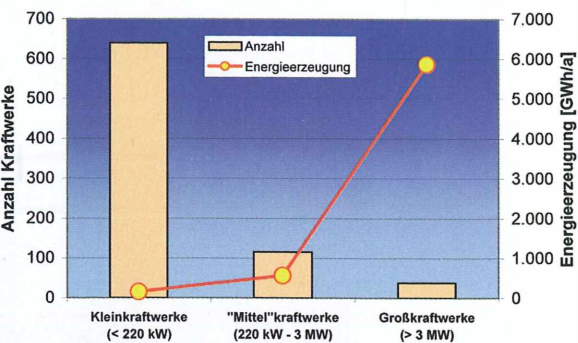 Anzahl Kraftwerke
700
600
500
400
300
200
100
0
Anzahl
Energieerzeugung
7.000
6.000
5.000
4.000
3.000
2.000
1.000
0
Energieerzeugung [GWh/a]
Kleinkraftwerke
(< 220 kW)
"Mittel"kraftwerke
(220 kW - 3 MW)
Großkraftwerke
(> 3 MW)